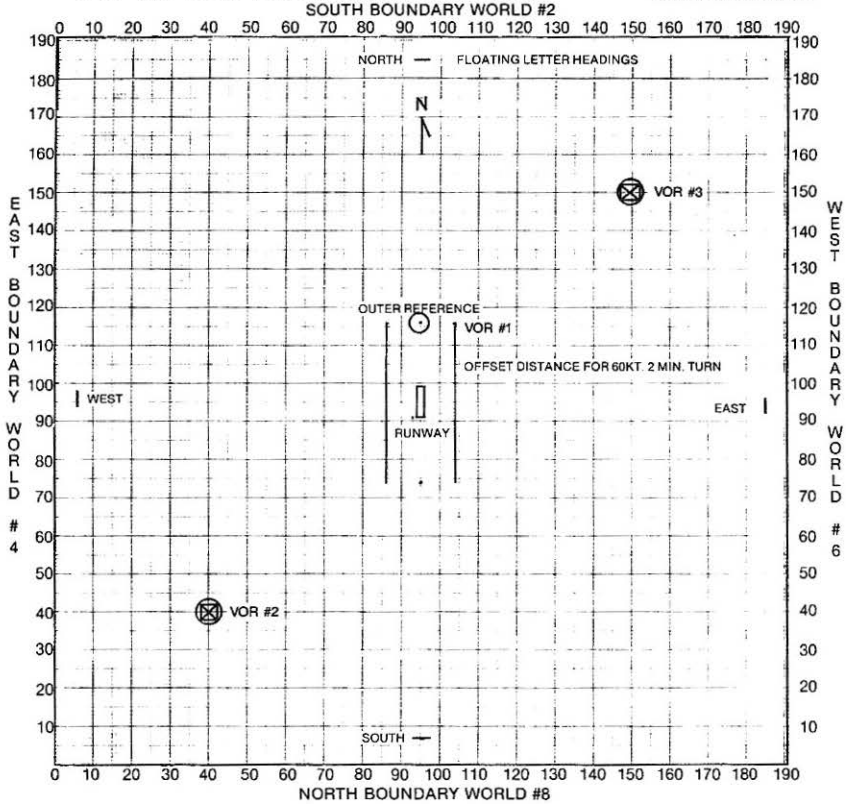 SOUTH BOUNDARY WORLD #2
0 10 20 30 40 50 60 70 80 90 100 110 120 130 140 150 160 170 180 190
190 190
NORTH — FLOATING LETTER HEADINGS
180 180
N
170 170
160 160
150 VOR #3 150
140 140
130 130
120 120
OUTER REFERENCE
VOR #1
110 110
OFFSET DISTANCE FOR 60KT. 2 MIN. TURN
100 100
WEST
EAST
90 90
RUNWAY
80 80
70 70
60 60
50 50
40 VOR #2 40
30 30
20 20
10 10
SOUTH
0 10 20 30 40 50 60 70 80 90 100 110 120 130 140 150 160 170 180 190
NORTH BOUNDARY WORLD #8
EAST BOUNDARY WORLD #4
WEST BOUNDARY WORLD #6